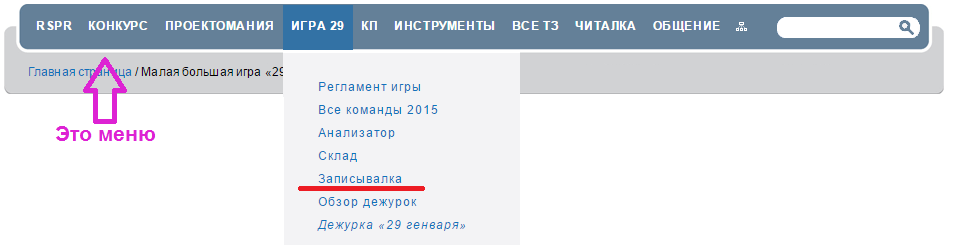 RSPR КОНКУРС ПРОЕКТОМАНИЯ ИГРА 29 КП ИНСТРУМЕНТЫ ВСЕ ТЗ ЧИТАЛКА ОБЩЕНИЕ
Главная страница / Малая большая игра «29
Это меню
Регламент игры
Все команды 2015
Анализатор
Склад
Записывалка
Обзор дежурок
Дежурка «29 генваря»